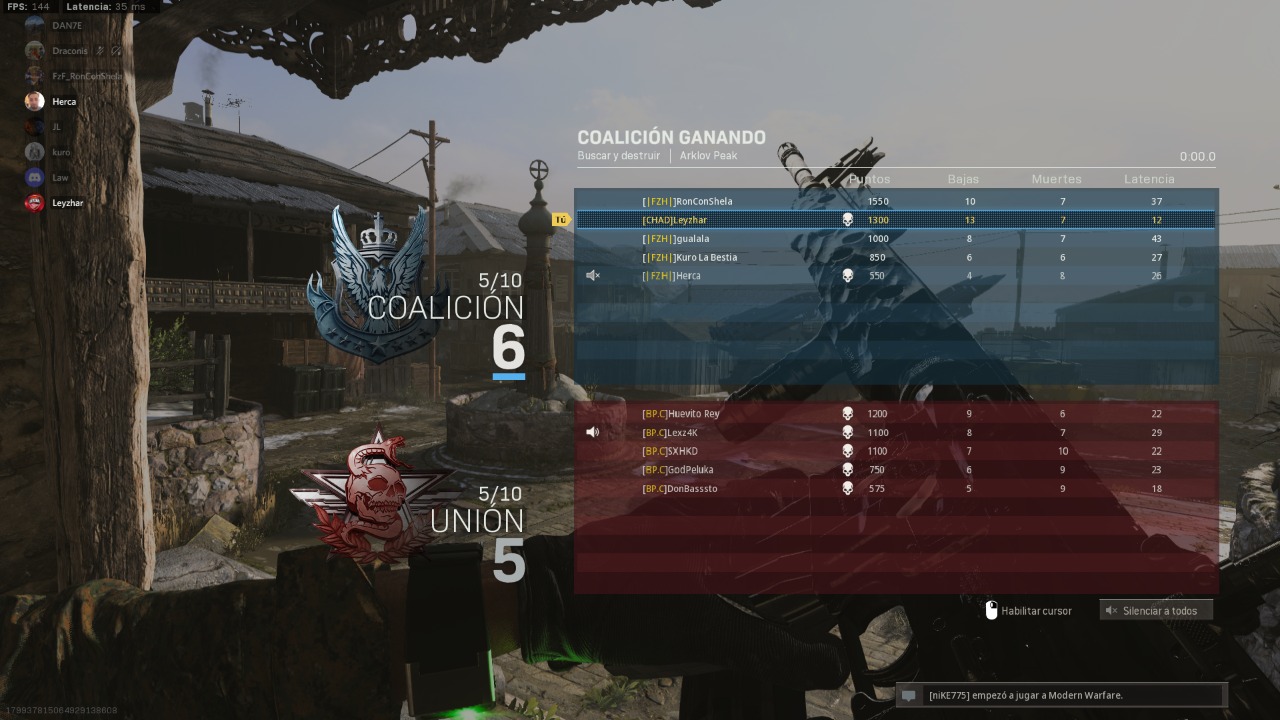 FPS: 144 Latencia: 35 ms
DAN7E
Draconis
FzF_RonConShela
Herca
JL
kuro
Law
Leyzhar
COALICIÓN GANANDO
Buscar y destruir | Arklov Peak 0:00.0
Puntos Bajas Muertes Latencia
[|FZH|]RonConShela 1550 10 7 37
Tú [CHAD]Leyzhar 1300 13 7 12
[|FZH|]gualala 1000 8 7 43
[|FZH|]Kuro La Bestia 850 6 6 27
[|FZH|]Herca 550 4 8 26
5/10
COALICIÓN
6
[BP.C]Huevito Rey 1200 9 6 22
[BP.C]Lexz4K 1100 8 7 29
[BP.C]SXHKD 1100 7 10 22
[BP.C]GodPeluka 750 6 9 23
[BP.C]DonBasssto 575 5 9 18
5/10
UNIÓN
5
Habilitar cursor Silenciar a todos
[niKE775] empezó a jugar a Modern Warfare.